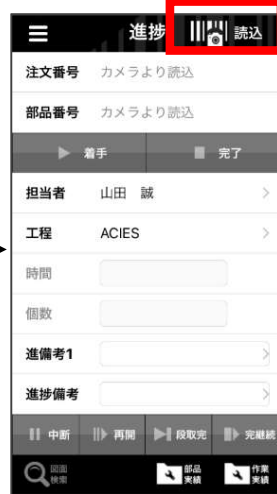 進捗 読込
注文番号 カメラより読込
部品番号 カメラより読込
着手 完了
担当者 山田 誠
工程 ACIES
時間
個数
進備考1
進捗備考
中断 再開 段取完 完継続
図面検索 部品実績 作業実績